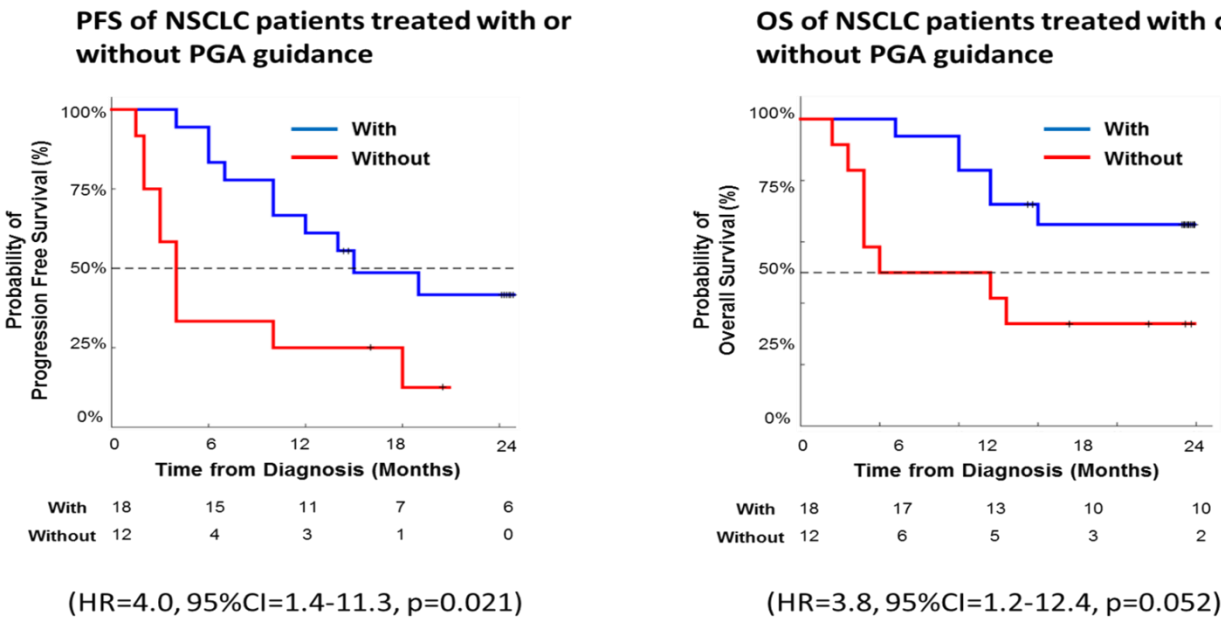 PFS of NSCLC patients treated with or
without PGA guidance
100%
75%
50%
25%
0%
Probability of
Progression Free Survival (%)
With
Without
0 6 12 18 24
Time from Diagnosis (Months)
With 18 15 11 7 6
Without 12 4 3 1 0
(HR=4.0, 95%CI=1.4-11.3, p=0.021)
OS of NSCLC patients treated with
without PGA guidance
100%
75%
50%
25%
0%
Probability of
Overall Survival (%)
With
Without
0 6 12 18 24
Time from Diagnosis (Months)
With 18 17 13 10 10
Without 12 6 5 3 2
(HR=3.8, 95%CI=1.2-12.4, p=0.052)